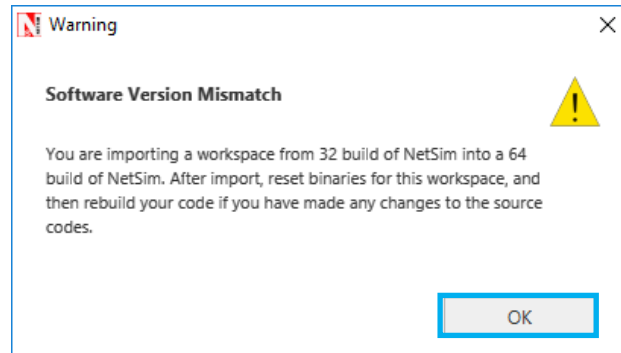 Warning
Software Version Mismatch
You are importing a workspace from 32 build of NetSim into a 64
build of NetSim. After import, reset binaries for this workspace, and
then rebuild your code if you have made any changes to the source
codes.
OK